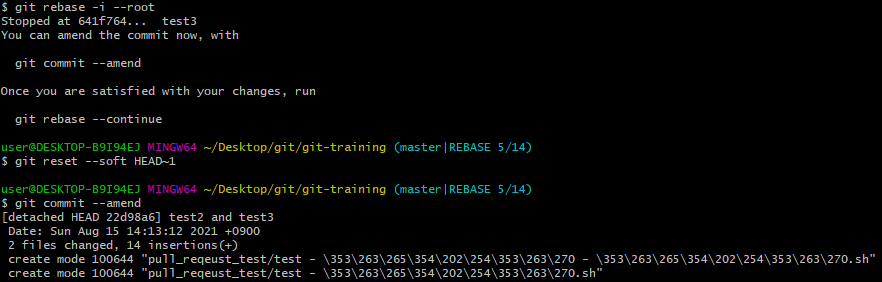 $ git rebase -i --root
Stopped at 641f764...  test3
You can amend the commit now, with
git commit --amend
Once you are satisfied with your changes, run
git rebase --continue
user@DESKTOP-B9I94EJ MINGW64 ~/Desktop/git/git-training (master|REBASE 5/14)
$ git reset --soft HEAD~1
user@DESKTOP-B9I94EJ MINGW64 ~/Desktop/git/git-training (master|REBASE 5/14)
$ git commit --amend
[detached HEAD 22d98a6] test2 and test3
Date: Sun Aug 15 14:13:12 2021 +0900
2 files changed, 14 insertions(+)
create mode 100644 "pull_reqeust_test/test - \353\263\265\354\202\254\353\263\270 - \353\263\265\354\202\254\353\263\270.sh"
create mode 100644 "pull_reqeust_test/test - \353\263\265\354\202\254\353\263\270.sh"